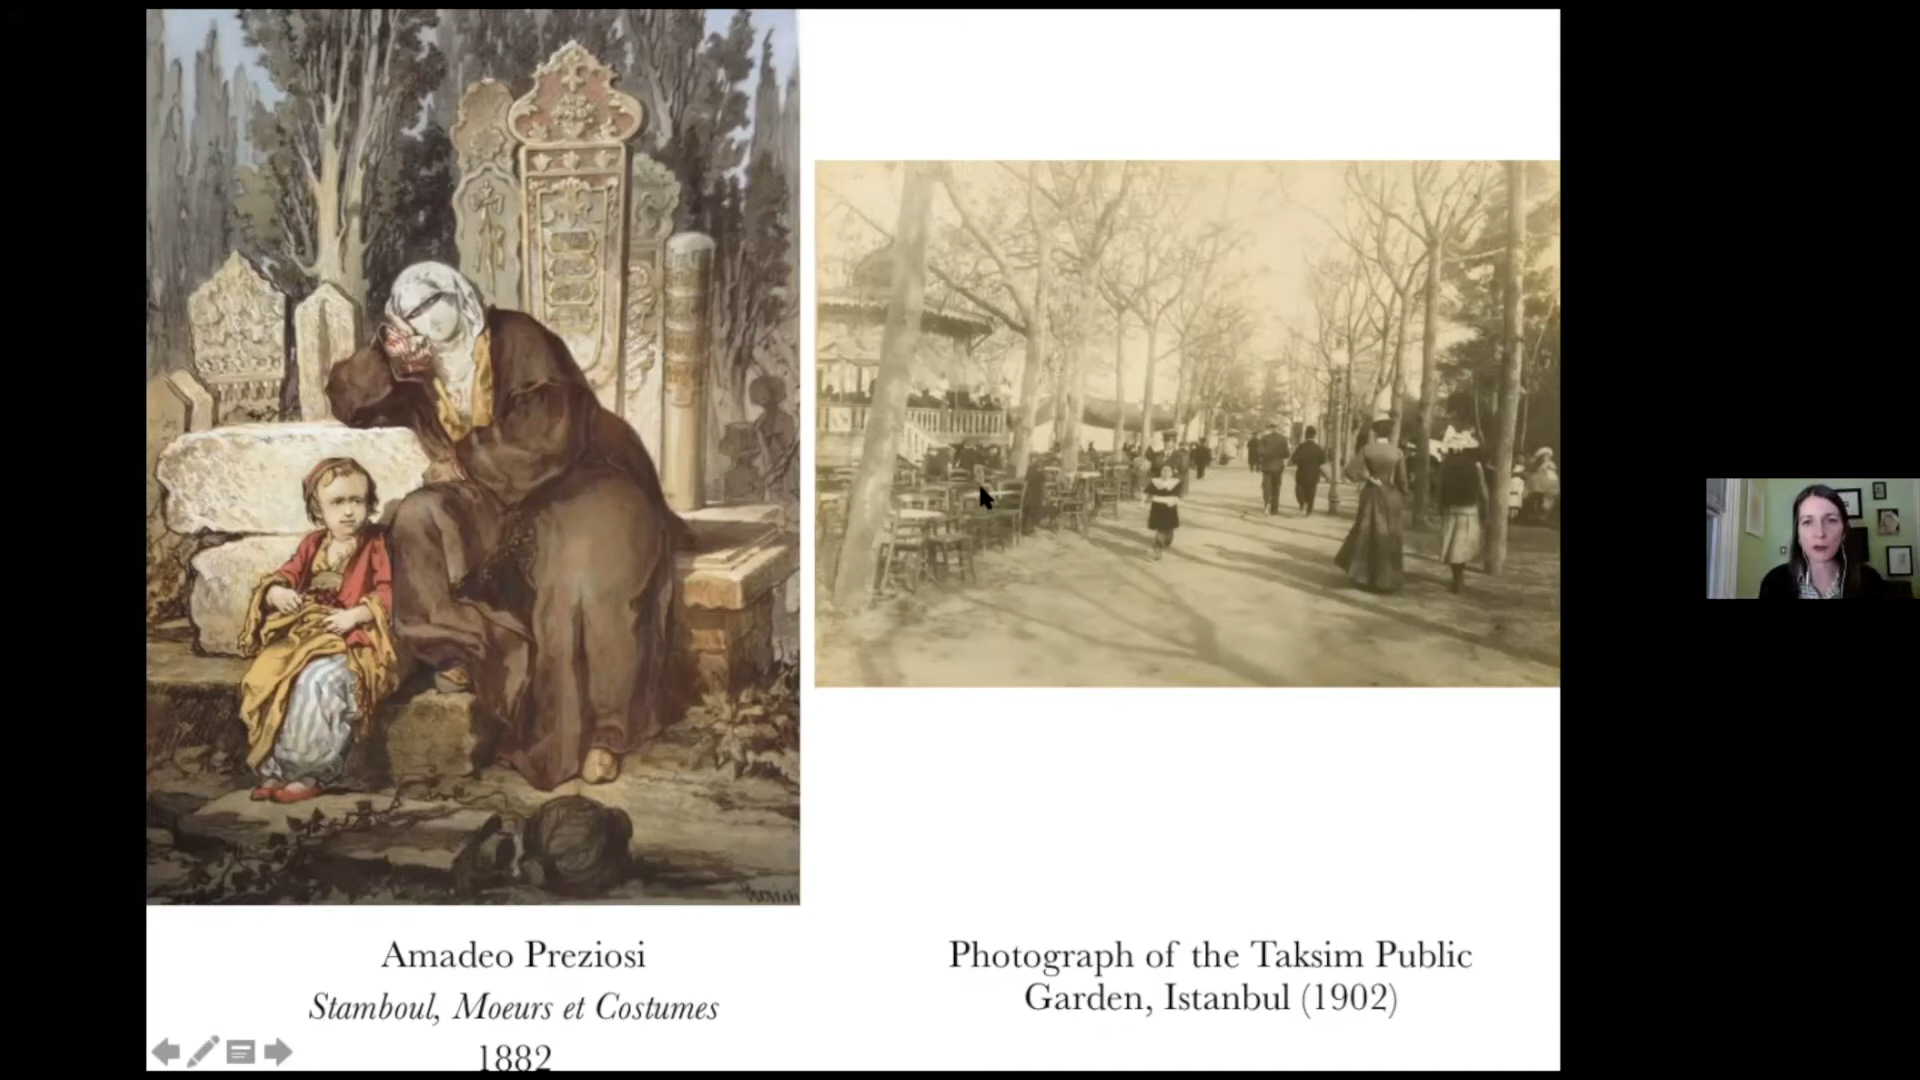 Amadeo Preziosi
Stamboul, Moeurs et Costumes
1882
Photograph of the Taksim Public
Garden, Istanbul (1902)